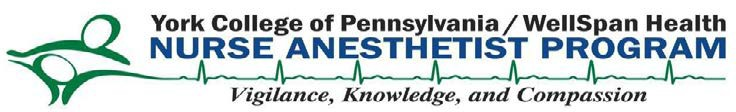 York College of Pennsylvania / WellSpan Health
NURSE ANESTHETIST PROGRAM
Vigilance, Knowledge, and Compassion